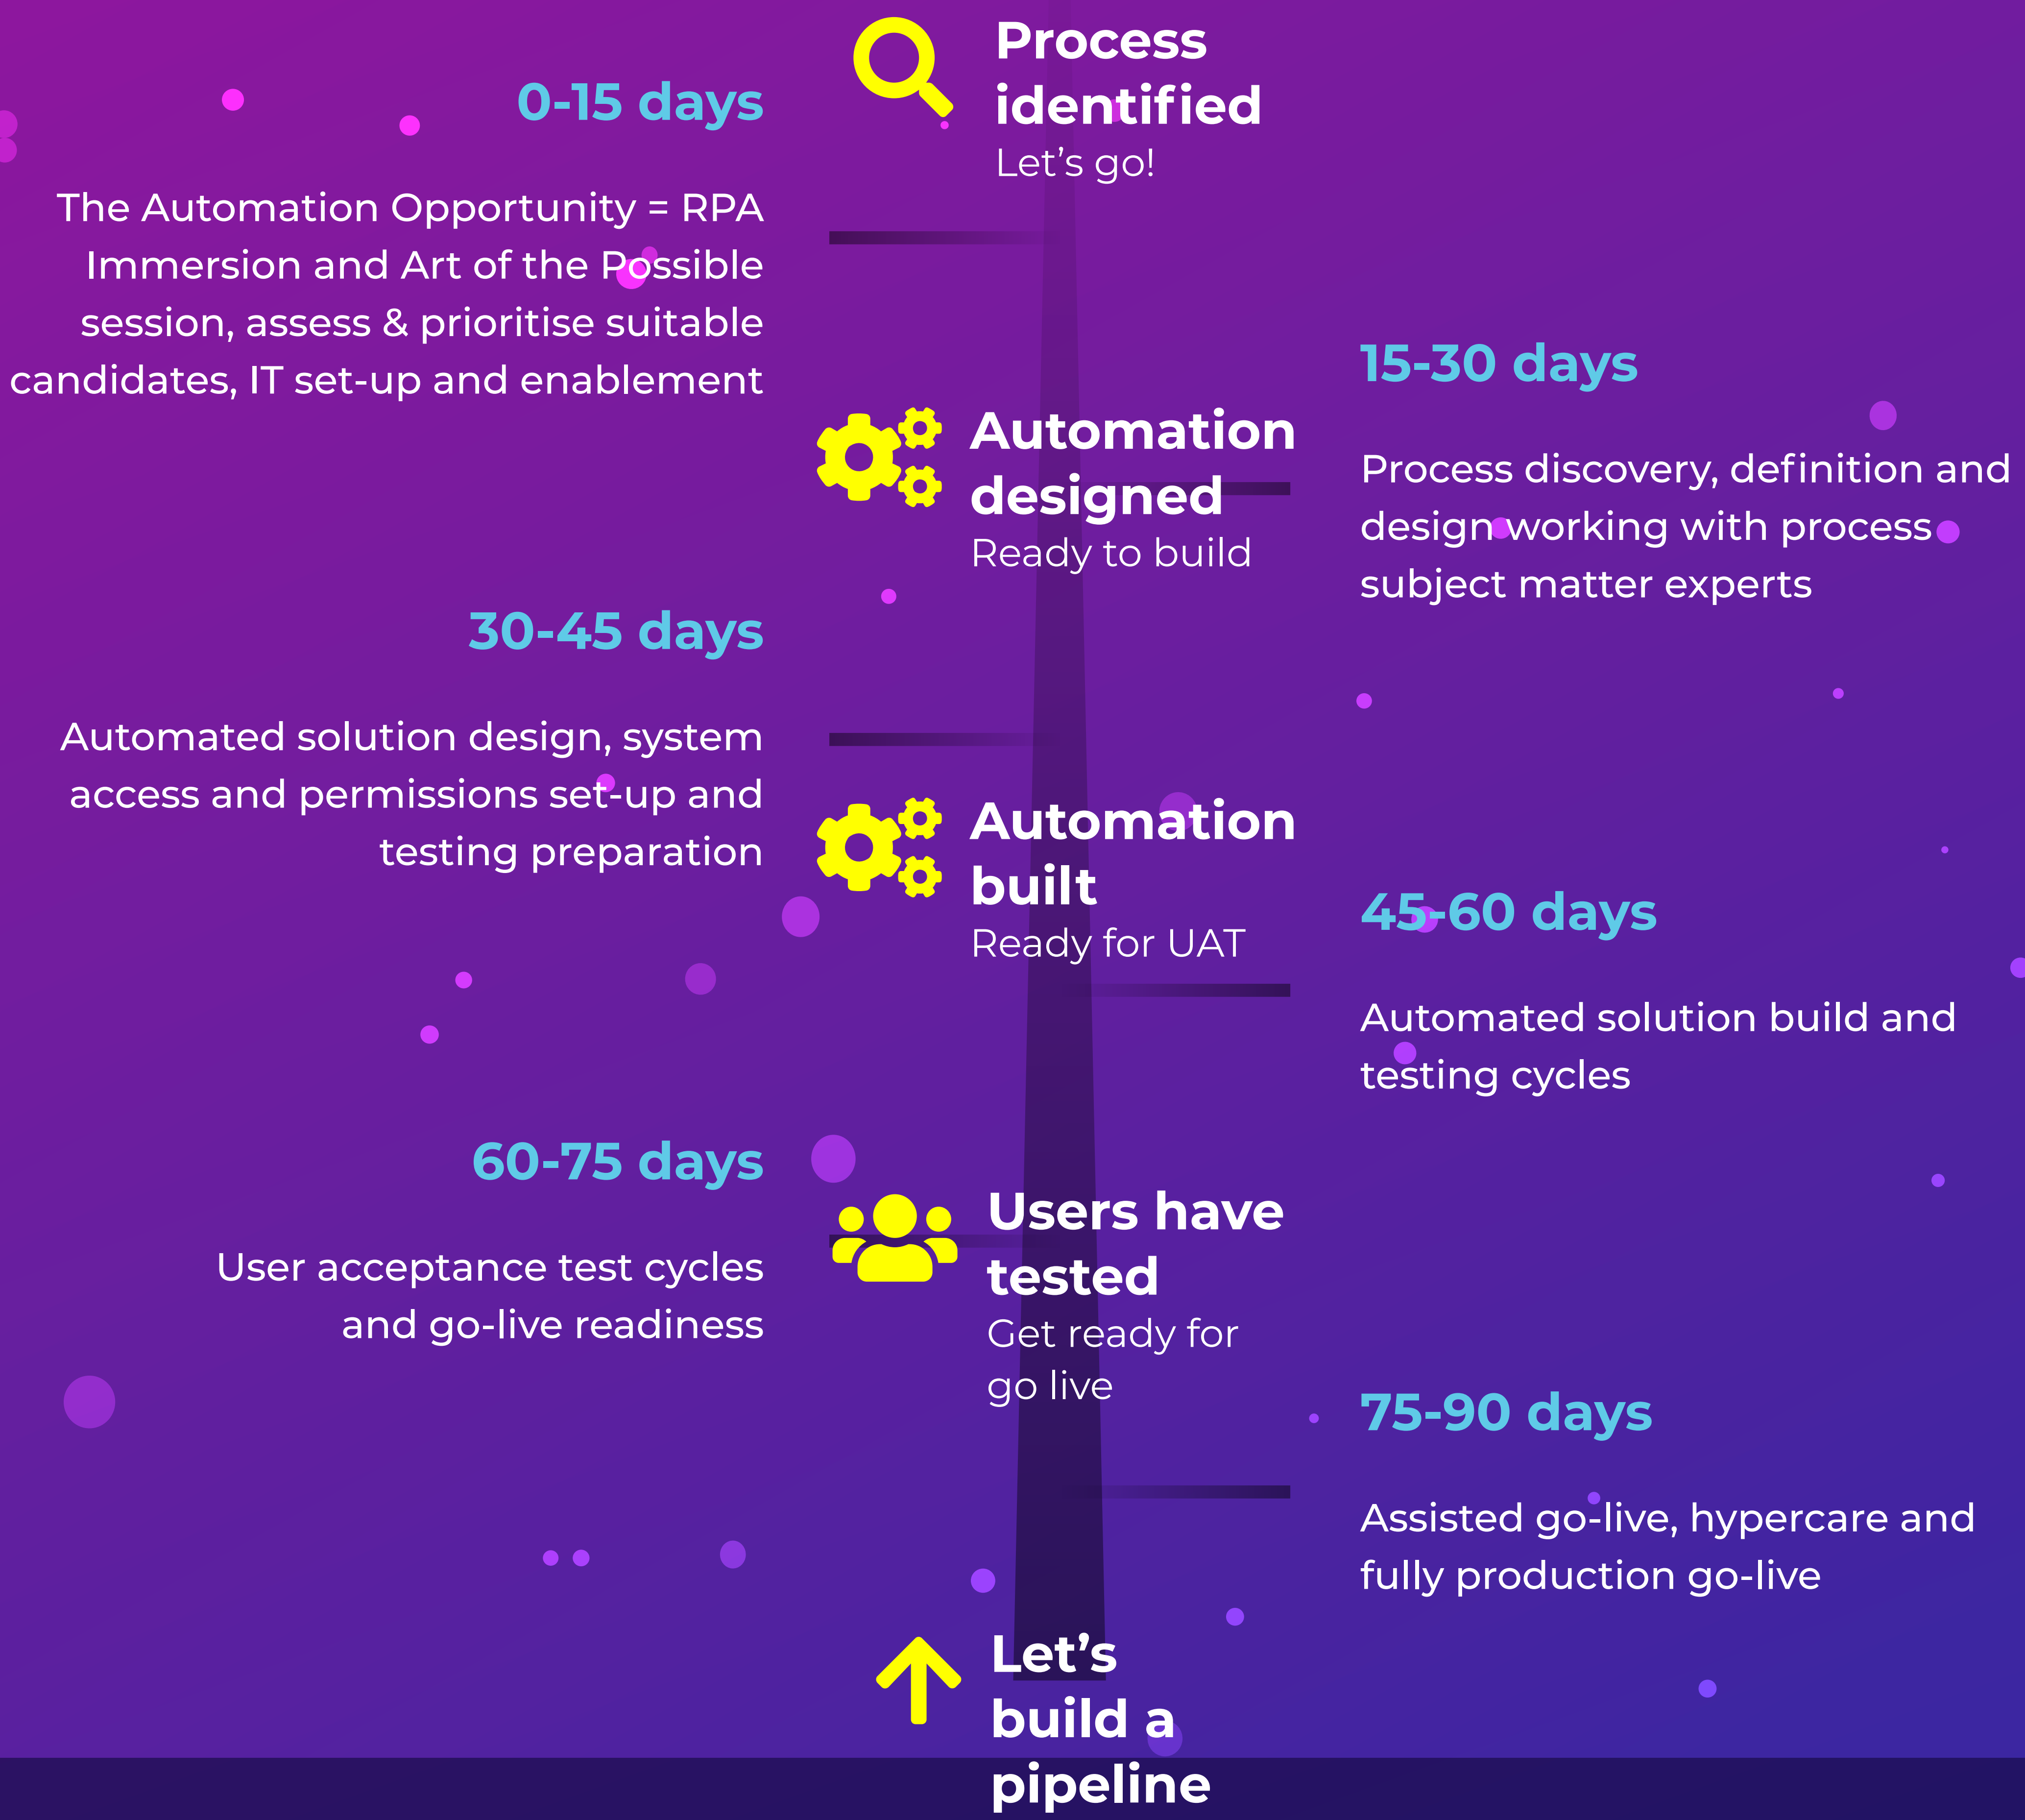 Process
identified
Let’s go!
0-15 days
The Automation Opportunity = RPA
Immersion and Art of the Possible
session, assess & prioritise suitable
candidates, IT set-up and enablement
15-30 days
Process discovery, definition and
design working with process
subject matter experts
Automation
designed
Ready to build
30-45 days
Automated solution design, system
access and permissions set-up and
testing preparation
Automation
built
Ready for UAT
45-60 days
Automated solution build and
testing cycles
60-75 days
User acceptance test cycles
and go-live readiness
Users have
tested
Get ready for
go live
75-90 days
Assisted go-live, hypercare and
fully production go-live
Let’s
build a
pipeline